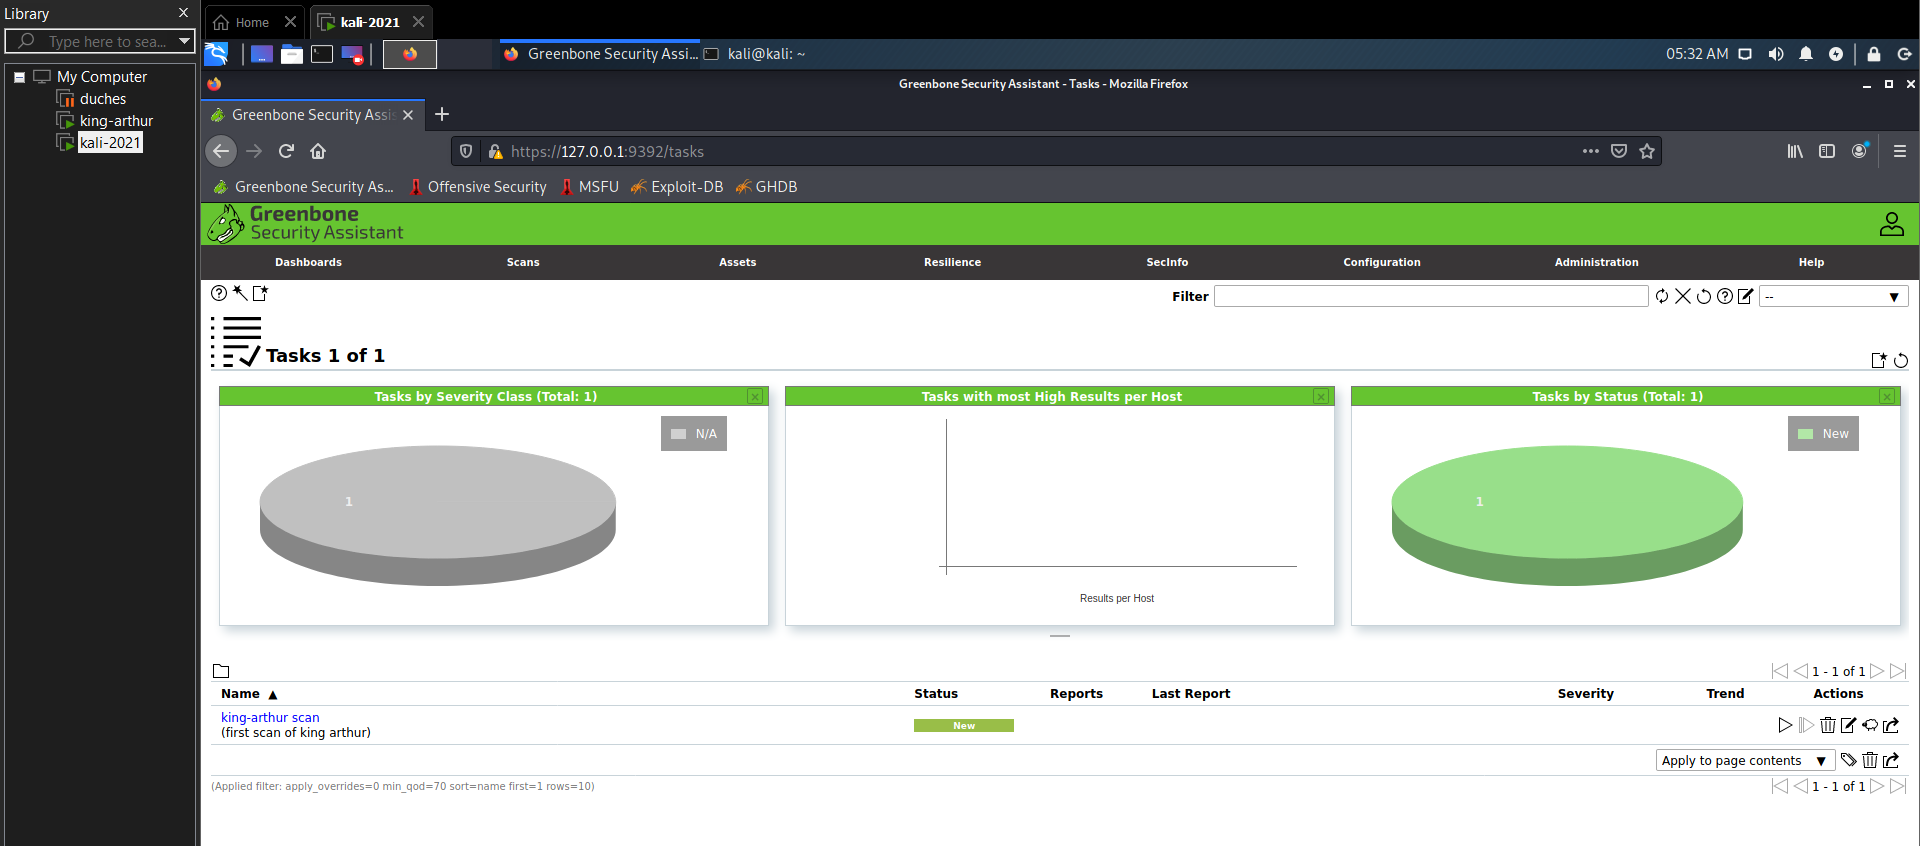 Library
Type here to sea...
My Computer
duches
king-arthur
kali-2021
Home
kali-2021
Greenbone Security Assi...
kali@kali: ~
05:32 AM
Greenbone Security Assistant - Tasks - Mozilla Firefox
Greenbone Security Assis
https://127.0.0.1:9392/tasks
Greenbone Security As...
Offensive Security
MSFU
Exploit-DB
GHDB
Greenbone
Security Assistant
Dashboards
Scans
Assets
Resilience
SecInfo
Configuration
Administration
Help
Filter
--
Tasks 1 of 1
Tasks by Severity Class (Total: 1)
N/A
1
Tasks with most High Results per Host
Results per Host
Tasks by Status (Total: 1)
New
1
1 - 1 of 1
Name ▲ Status Reports Last Report Severity Trend Actions
king-arthur scan
(first scan of king arthur)
New
Apply to page contents
(Applied filter: apply_overrides=0 min_qod=70 sort=name first=1 rows=10)
1 - 1 of 1